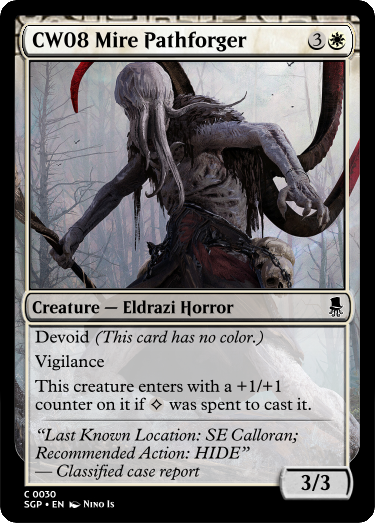 CW08 Mire Pathforger 3
Creature — Eldrazi Horror
Devoid (This card has no color.)
Vigilance
This creature enters with a +1/+1
counter on it if was spent to cast it.
“Last Known Location: SE Calloran;
Recommended Action: HIDE”
— Classified case report
3/3
C 0030
SGP • EN Nino Is